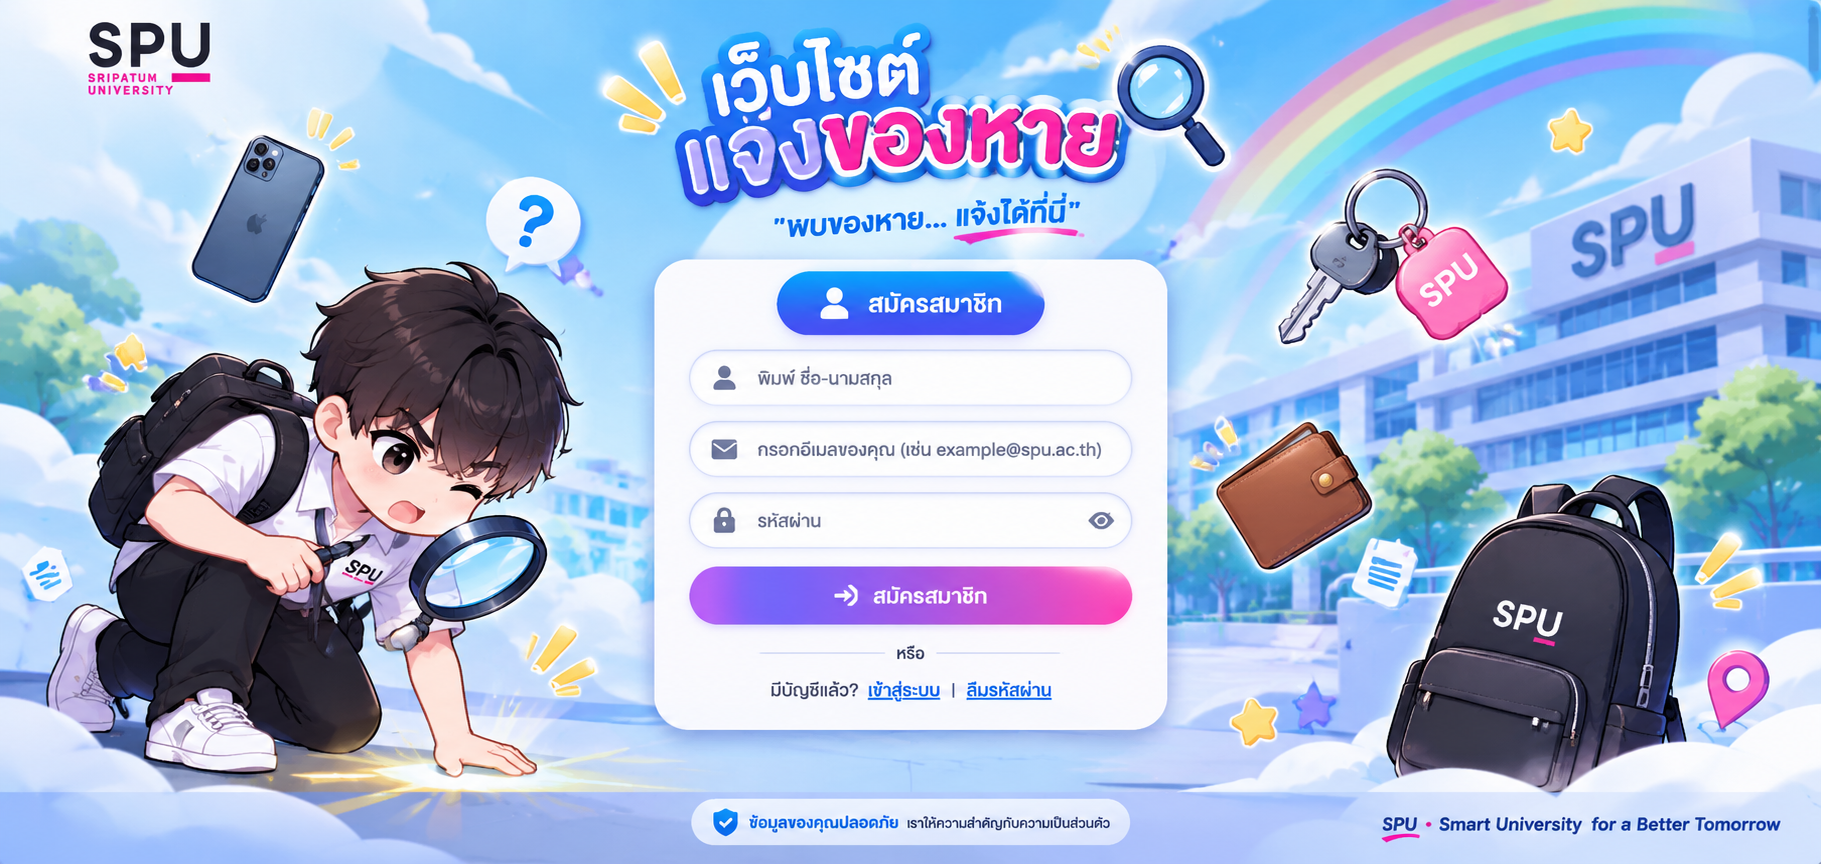 SPU
SRIPATUM
UNIVERSITY
เว็บไซต์
แจ้งของหาย
"พบของหาย... แจ้งได้ที่นี่"
?
SPU
SPU
สมัครสมาชิก
พิมพ์ ชื่อ-นามสกุล
กรอกอีเมลของคุณ (เช่น example@spu.ac.th)
รหัสผ่าน
สมัครสมาชิก
หรือ
มีบัญชีแล้ว? เข้าสู่ระบบ | ลืมรหัสผ่าน
SPU
SPU
ข้อมูลของคุณปลอดภัย เราให้ความสำคัญกับความเป็นส่วนตัว
SPU • Smart University for a Better Tomorrow